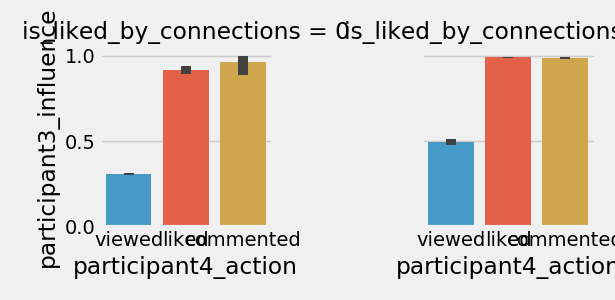 is_liked_by_connections = 0
is_liked_by_connections
participant3_influence
1.0
0.5
0.0
viewed liked commented
viewed liked commented
participant4_action
participant4_action